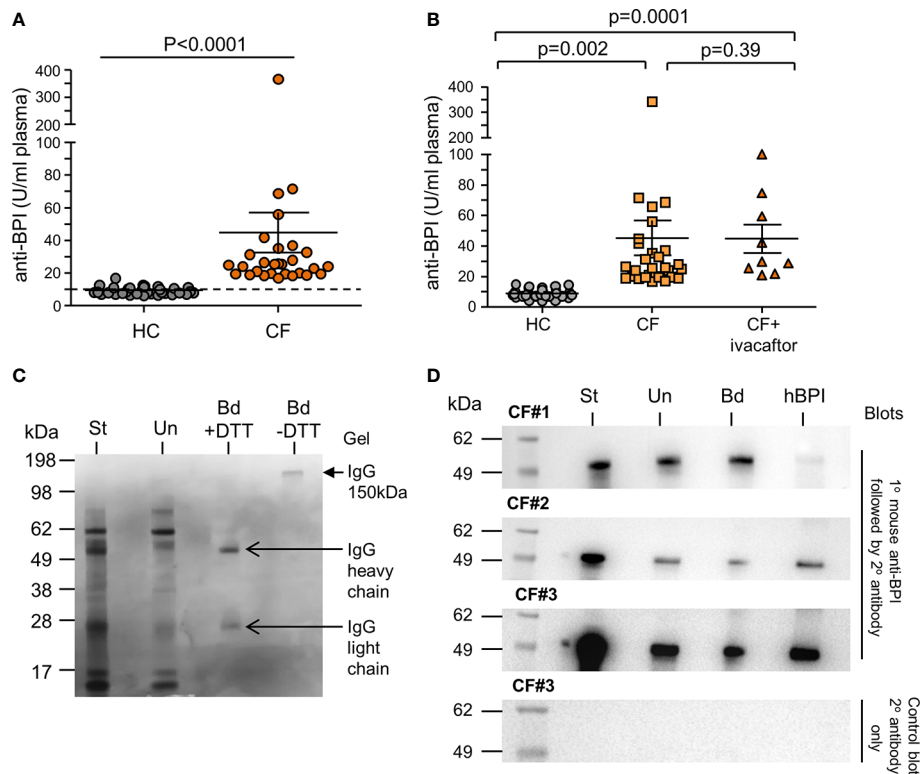 A
P<0.0001
anti-BPI (U/ml plasma)
400
300
200
100
80
60
40
20
0
HC
CF
B
p=0.0001
p=0.002
p=0.39
anti-BPI (U/ml plasma)
400
300
200
100
80
60
40
20
0
HC
CF
CF+
ivacaftor
C
kDa
St
Un
Bd
+DTT
Bd
-DTT
Gel
198
98
62
49
38
28
17
IgG
150kDa
IgG
heavy
chain
IgG
light
chain
D
kDa
St
Un
Bd
hBPI
Blots
CF#1
62
49
CF#2
62
49
CF#3
62
49
CF#3
62
49
1º mouse anti-BPI
followed by 2º antibody
Control blot
2º antibody
only